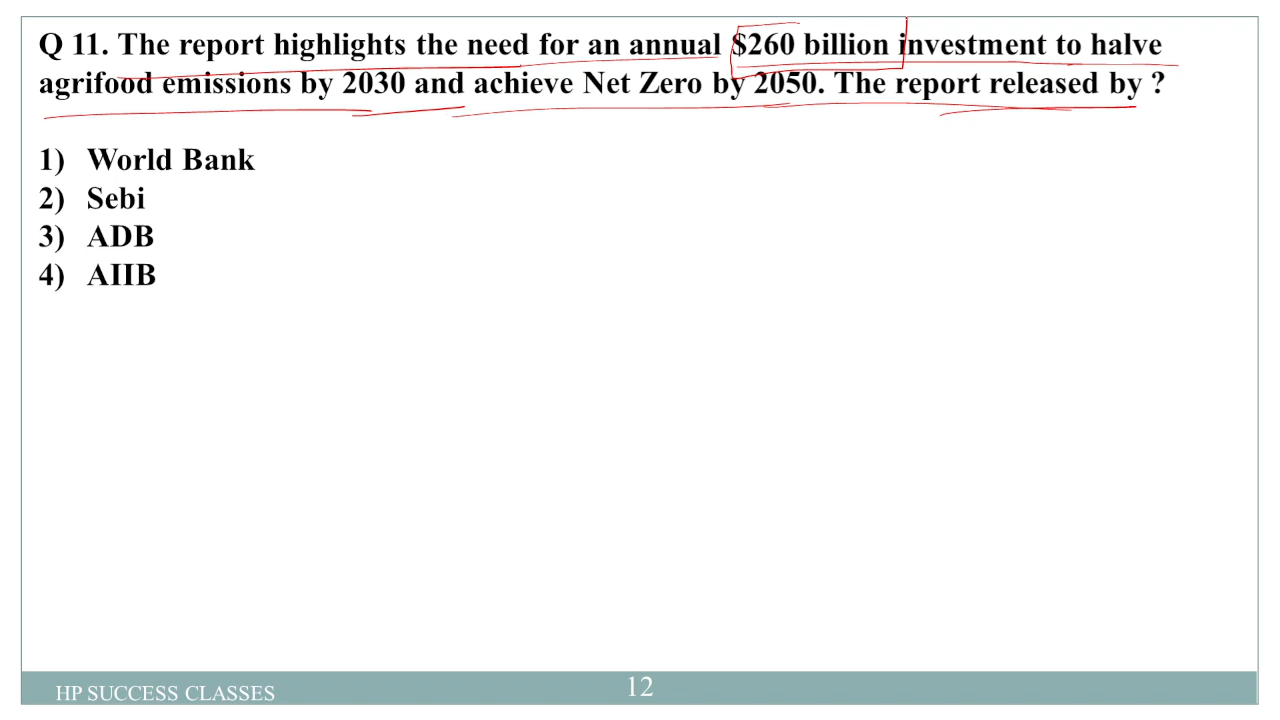 Q 11. The report highlights the need for an annual $260 billion investment to halve
agrifood emissions by 2030 and achieve Net Zero by 2050. The report released by ?
1) World Bank
2) Sebi
3) ADB
4) AIIB
HP SUCCESS CLASSES
12